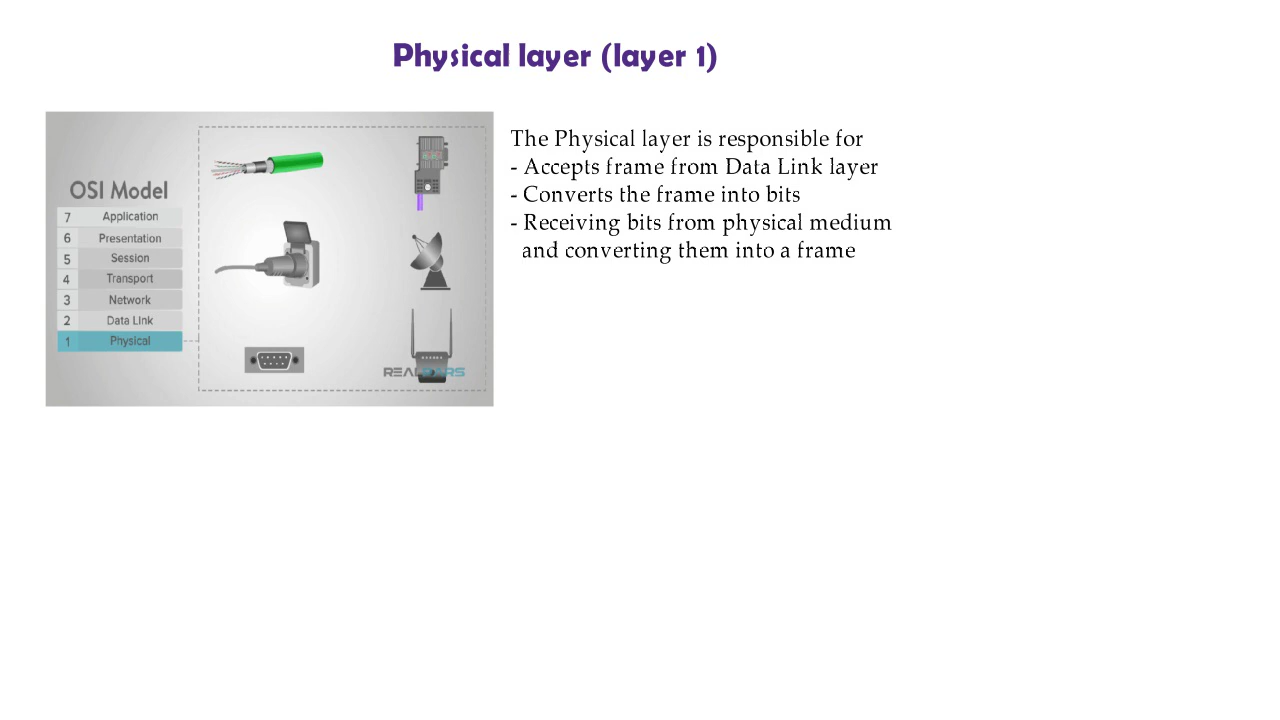 Physical layer (layer 1)
OSI Model
7 Application
6 Presentation
5 Session
4 Transport
3 Network
2 Data Link
1 Physical
REALPARS
The Physical layer is responsible for
- Accepts frame from Data Link layer
- Converts the frame into bits
- Receiving bits from physical medium
and converting them into a frame